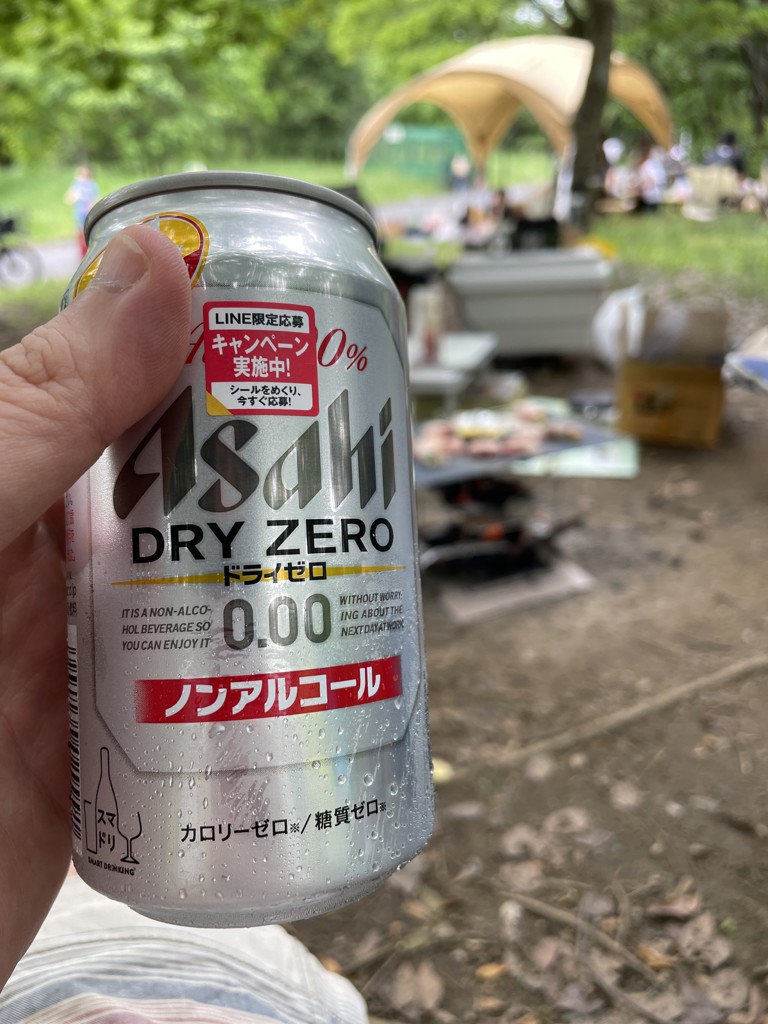 LINE限定応募
キャンペーン
実施中!
シールをめくり、
今すぐ応募!
0%
Asahi
DRY ZERO
ドライゼロ
IT IS A NON-ALCO-
HOL BEVERAGE SO
YOU CAN ENJOY IT
0.00
WITHOUT WORRY-
ING ABOUT THE
NEXT DAY AT WORK.
ノンアルコール
スマ
ドリ
SMART DRINKING
カロリーゼロ※/糖質ゼロ※